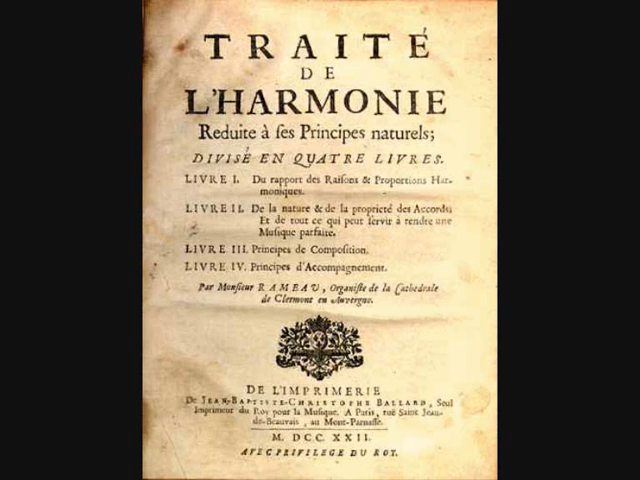 TRAITÉ
DE
L'HARMONIE
Reduite à ſes Principes naturels;
DIVISÉ EN QUATRE LIVRES.
LIVRE I. Du rapport des Raiſons & Proportions Har-
moniques.
LIVRE II. De la nature & de la proprieté des Accords;
Et de tout ce qui peut ſervir à rendre une
Muſique parfaite.
LIVRE III. Principes de Compoſition.
LIVRE IV. Principes d'Accompagnement.
Par Monſieur RAMEAU, Organiſte de la Cathedrale
de Clermont en Auvergne.
DE L'IMPRIMERIE
De JEAN-BAPTISTE-CHRISTOPHE BALLARD, Seul
Imprimeur du Roy pour la Muſique. A Paris, ruë Saint Jean-
de-Beauvais, au Mont-Parnaſſe.
M. DCC. XXII.
AVEC PRIVILEGE DU ROY.